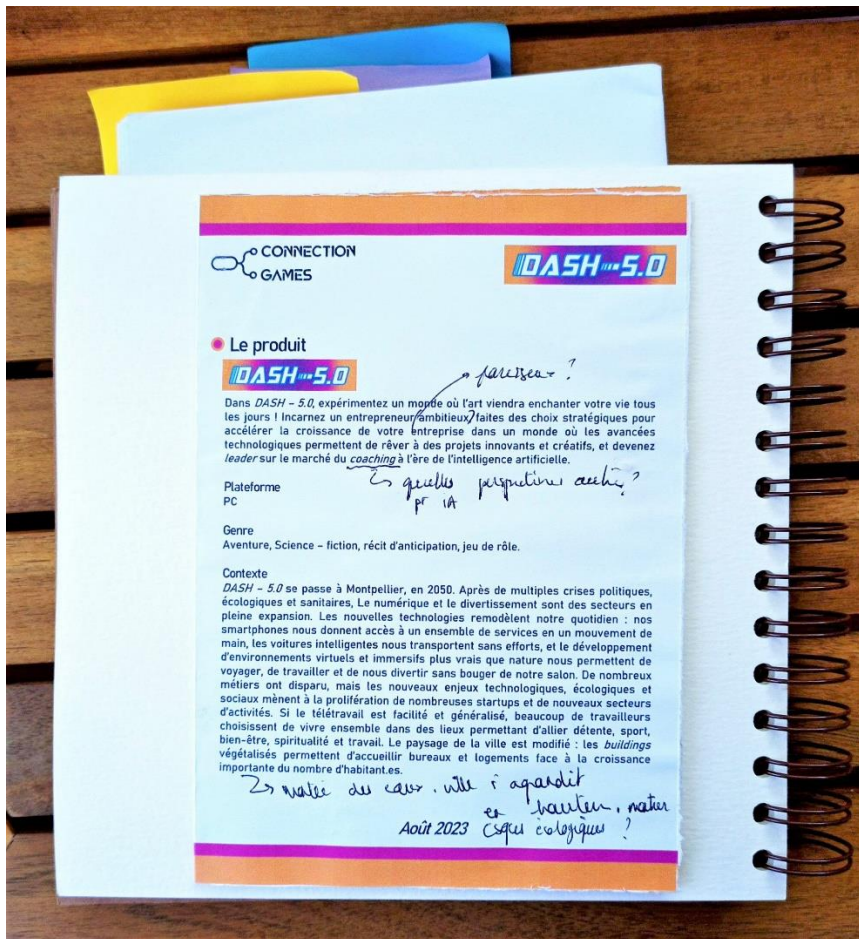 CONNECTION
GAMES
DASH 5.0
Le produit
DASH 5.0
paresseux ?
Dans DASH – 5.0, expérimentez un monde où l'art viendra enchanter votre vie tous
les jours ! Incarnez un entrepreneur ambitieux, faites des choix stratégiques pour
accélérer la croissance de votre entreprise dans un monde où les avancées
technologiques permettent de rêver à des projets innovants et créatifs, et devenez
leader sur le marché du coaching à l'ère de l'intelligence artificielle.
quelles ?
pr IA
Plateforme
PC
Genre
Aventure, Science – fiction, récit d'anticipation, jeu de rôle.
Contexte
DASH – 5.0 se passe à Montpellier, en 2050. Après de multiples crises politiques,
écologiques et sanitaires, Le numérique et le divertissement sont des secteurs en
pleine expansion. Les nouvelles technologies remodèlent notre quotidien : nos
smartphones nous donnent accès à un ensemble de services en un mouvement de
main, les voitures intelligentes nous transportent sans efforts, et le développement
d'environnements virtuels et immersifs plus vrais que nature nous permettent de
voyager, de travailler et de nous divertir sans bouger de notre salon. De nombreux
métiers ont disparu, mais les nouveaux enjeux technologiques, écologiques et
sociaux mènent à la prolifération de nombreuses startups et de nouveaux secteurs
d'activités. Si le télétravail est facilité et généralisé, beaucoup de travailleurs
choisissent de vivre ensemble dans des lieux permettant d'allier détente, sport,
bien-être, spiritualité et travail. Le paysage de la ville est modifié : les buildings
végétalisés permettent d'accueillir bureaux et logements face à la croissance
importante du nombre d'habitant.es.
montée des eaux, ville s'agrandit
en hauteur,
Août 2023
écologiques ?